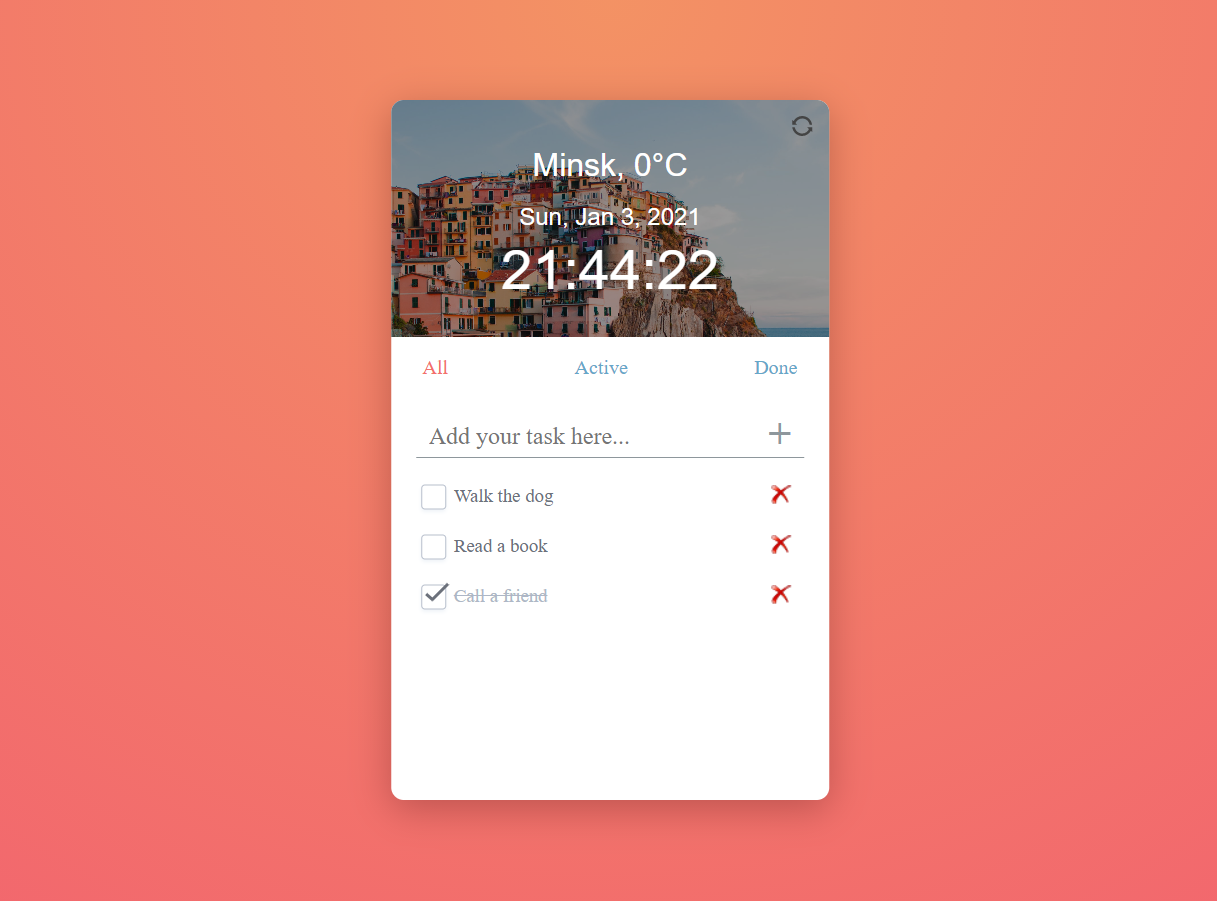 Minsk, 0°C
Sun, Jan 3, 2021
21:44:22
All Active Done
Add your task here...
Walk the dog
Read a book
Call a friend